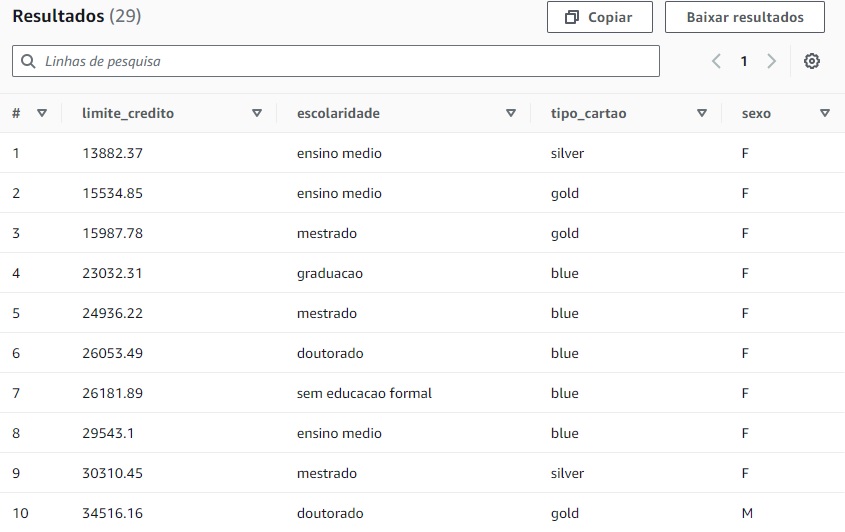 Resultados (29) Copiar Baixar resultados
Linhas de pesquisa 1
# limite_credito escolaridade tipo_cartao sexo
1 13882.37 ensino medio silver F
2 15534.85 ensino medio gold F
3 15987.78 mestrado gold F
4 23032.31 graduacao blue F
5 24936.22 mestrado blue F
6 26053.49 doutorado blue F
7 26181.89 sem educacao formal blue F
8 29543.1 ensino medio blue F
9 30310.45 mestrado silver F
10 34516.16 doutorado gold M